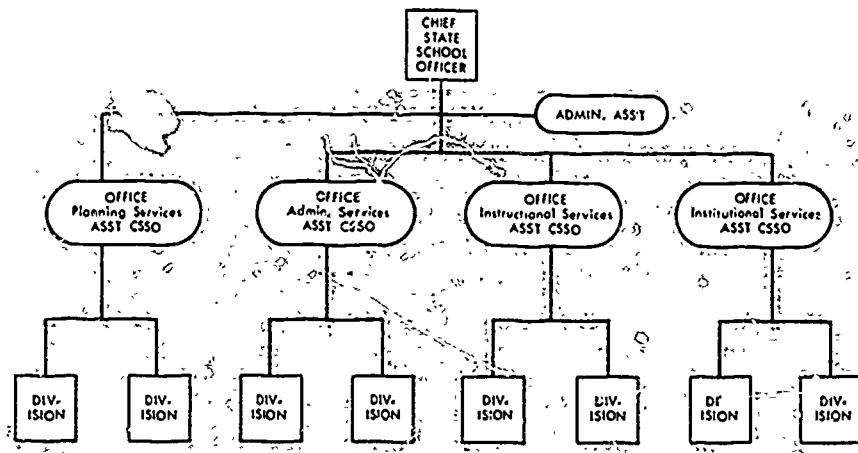 CHIEF
STATE
SCHOOL
OFFICER
ADMIN. ASS'T
OFFICE
Planning Services
ASST CSSO
OFFICE
Admin. Services
ASST CSSO
OFFICE
Instructional Services
ASST CSSO
OFFICE
Institutional Services
ASST CSSO
DIV-
ISION
DIV-
ISION
DIV-
ISION
DIV-
ISION
DIV-
ISION
DIV-
ISION
ISION
DIV-
ISION